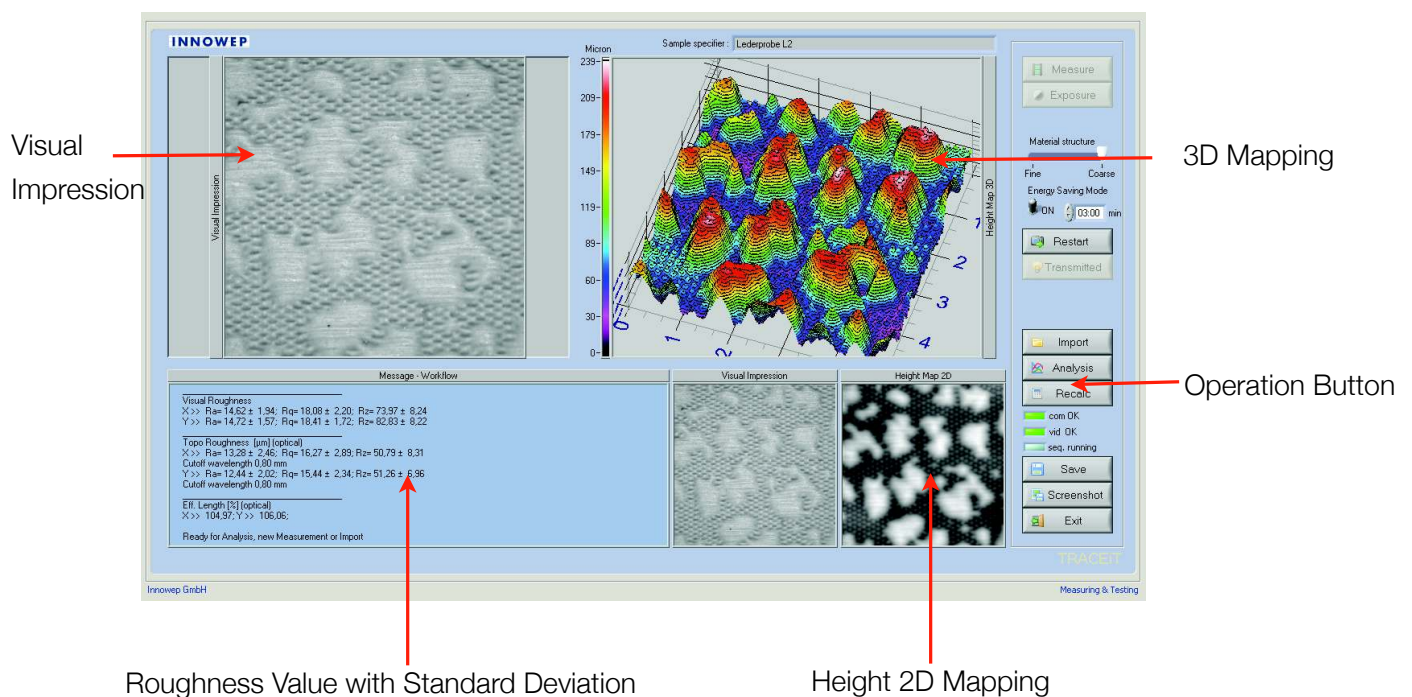 INNOWEP
Sample specifier : Lederprobe L2
Micron
239
209
179
149
119
89
60
30
0
Visual Impression
Height Map 3D
0
1
2
1
2
3
4
Measure
Exposure
Material structure
Fine Coarse
Energy Saving Mode
ON 03:00 min
Restart
Transmitted
Import
Analysis
Recalc
com OK
vid OK
seq. running
Save
Screenshot
Exit
TRACEiT
Message - Workflow
Visual Roughness
X >> Ra= 14,62 ± 1,94; Rq= 18,08 ± 2,20; Rz= 73,97 ± 8,24
Y >> Ra= 14,72 ± 1,57; Rq= 18,41 ± 1,72; Rz= 82,83 ± 8,22
Topo Roughness [µm] (optical)
X >> Ra= 13,28 ± 2,46; Rq= 16,27 ± 2,89; Rz= 50,79 ± 8,31
Cutoff wavelength 0,80 mm
Y >> Ra= 12,44 ± 2,02; Rq= 15,44 ± 2,34; Rz= 51,26 ± 6,96
Cutoff wavelength 0,80 mm
Eff. Length [%] (optical)
X >> 104,97; Y >> 106,06;
Ready for Analysis, new Measurement or Import
Visual Impression
Height Map 2D
Innowep GmbH
Measuring & Testing
Visual
Impression
3D Mapping
Operation Button
Roughness Value with Standard Deviation
Height 2D Mapping